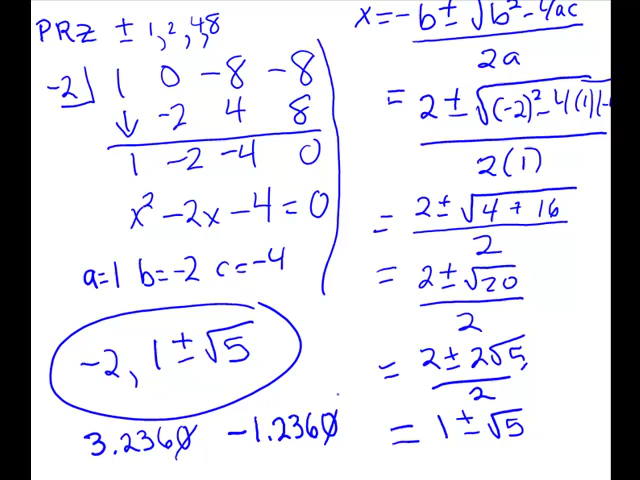 PRZ ± 1, 2, 4, 8
-2 | 1 0 -8 -8
↓ -2 4 8
1 -2 -4 0
x² - 2x - 4 = 0
a=1 b=-2 c=-4
-2, 1 ± √5
3.2360 -1.2360
x = -b ± √b² - 4ac
2a
= 2 ± √(-2)² - 4(1)(-
2(1)
= 2 ± √4 + 16
2
= 2 ± √20
2
= 2 ± 2√5
2
= 1 ± √5